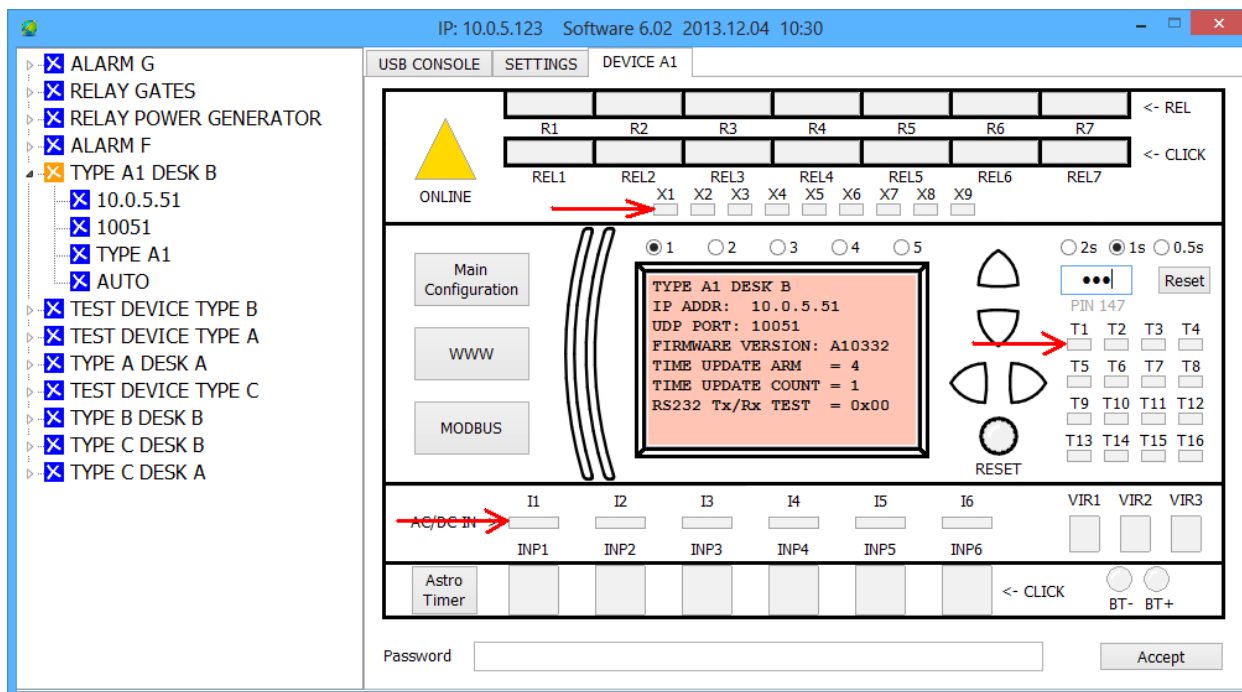 IP: 10.0.5.123 Software 6.02 2013.12.04 10:30
ALARM G
RELAY GATES
RELAY POWER GENERATOR
ALARM F
TYPE A1 DESK B
10.0.5.51
10051
TYPE A1
AUTO
TEST DEVICE TYPE B
TEST DEVICE TYPE A
TYPE A DESK A
TEST DEVICE TYPE C
TYPE B DESK B
TYPE C DESK B
TYPE C DESK A
USB CONSOLE SETTINGS DEVICE A1
<- REL
R1 R2 R3 R4 R5 R6 R7
<- CLICK
REL1 REL2 REL3 REL4 REL5 REL6 REL7
ONLINE
X1 X2 X3 X4 X5 X6 X7 X8 X9
Main
Configuration
WWW
MODBUS
1 2 3 4 5
TYPE A1 DESK B
IP ADDR: 10.0.5.51
UDP PORT: 10051
FIRMWARE VERSION: A10332
TIME UPDATE ARM = 4
TIME UPDATE COUNT = 1
RS232 Tx/Rx TEST = 0x00
RESET
2s 1s 0.5s
Reset
PIN 147
T1 T2 T3 T4
T5 T6 T7 T8
T9 T10 T11 T12
T13 T14 T15 T16
I1 I2 I3 I4 I5 I6
AC/DC IN
INP1 INP2 INP3 INP4 INP5 INP6
VIR1 VIR2 VIR3
Astro
Timer
<- CLICK
BT- BT+
Password
Accept